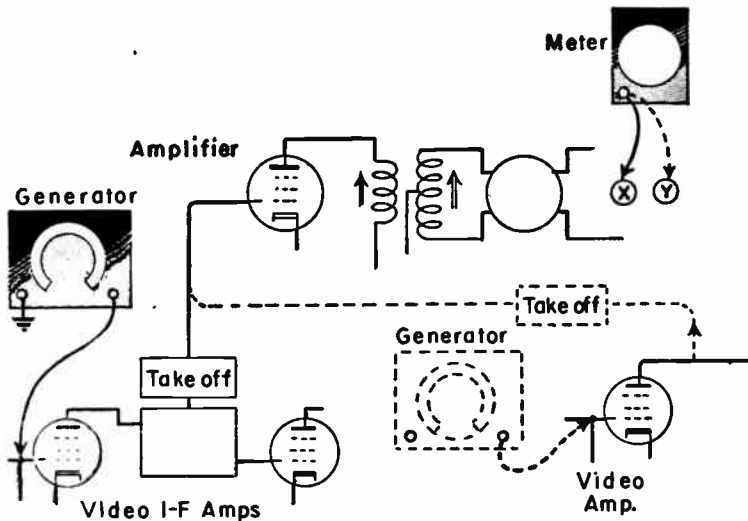 Meter
Amplifier
Generator
X Y
Take off
Generator
Take off
Video I-F Amps
Video
Amp.